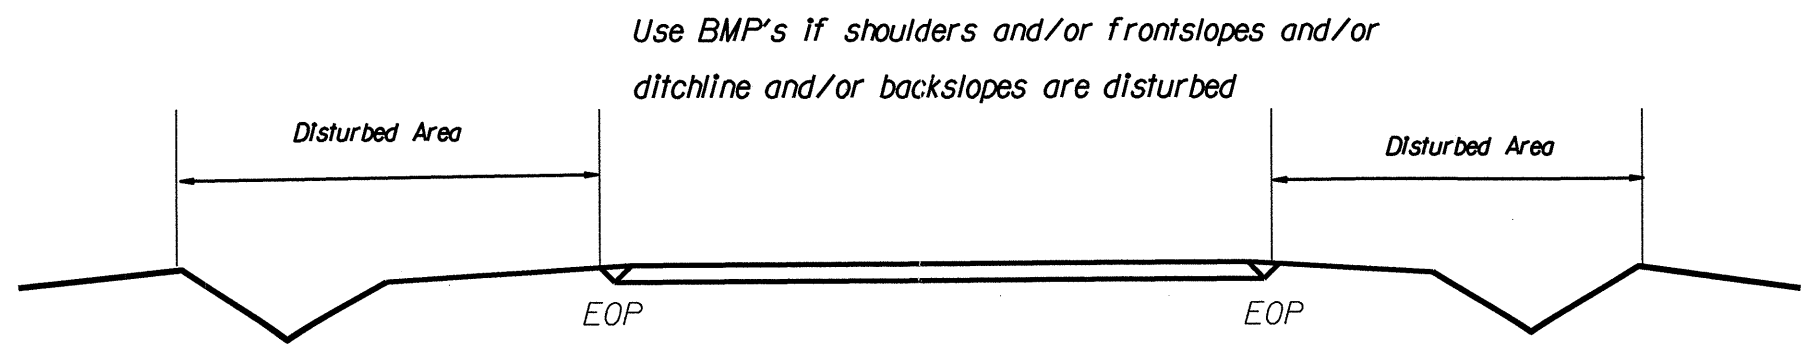 Use BMP's if shoulders and/or frontslopes and/or
ditchline and/or backslopes are disturbed
Disturbed Area
Disturbed Area
EOP
EOP